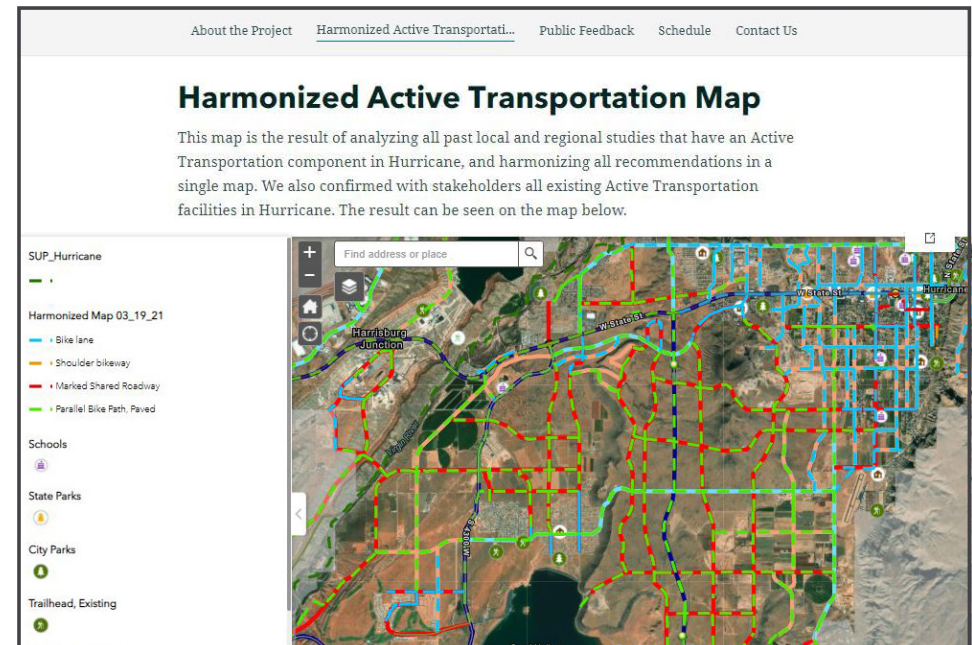 About the Project Harmonized Active Transportati... Public Feedback Schedule Contact Us
Harmonized Active Transportation Map
This map is the result of analyzing all past local and regional studies that have an Active
Transportation component in Hurricane, and harmonizing all recommendations in a
single map. We also confirmed with stakeholders all existing Active Transportation
facilities in Hurricane. The result can be seen on the map below.
SUP_Hurricane
Harmonized Map 03_19_21
Bike lane
Shoulder bikeway
Marked Shared Roadway
Parallel Bike Path, Paved
Schools
State Parks
City Parks
Trailhead, Existing
+
Find address or place
−
N State St
W State St
Hurricane
W State St
Harrisburg
Junction
Virgin River
S 4300 W